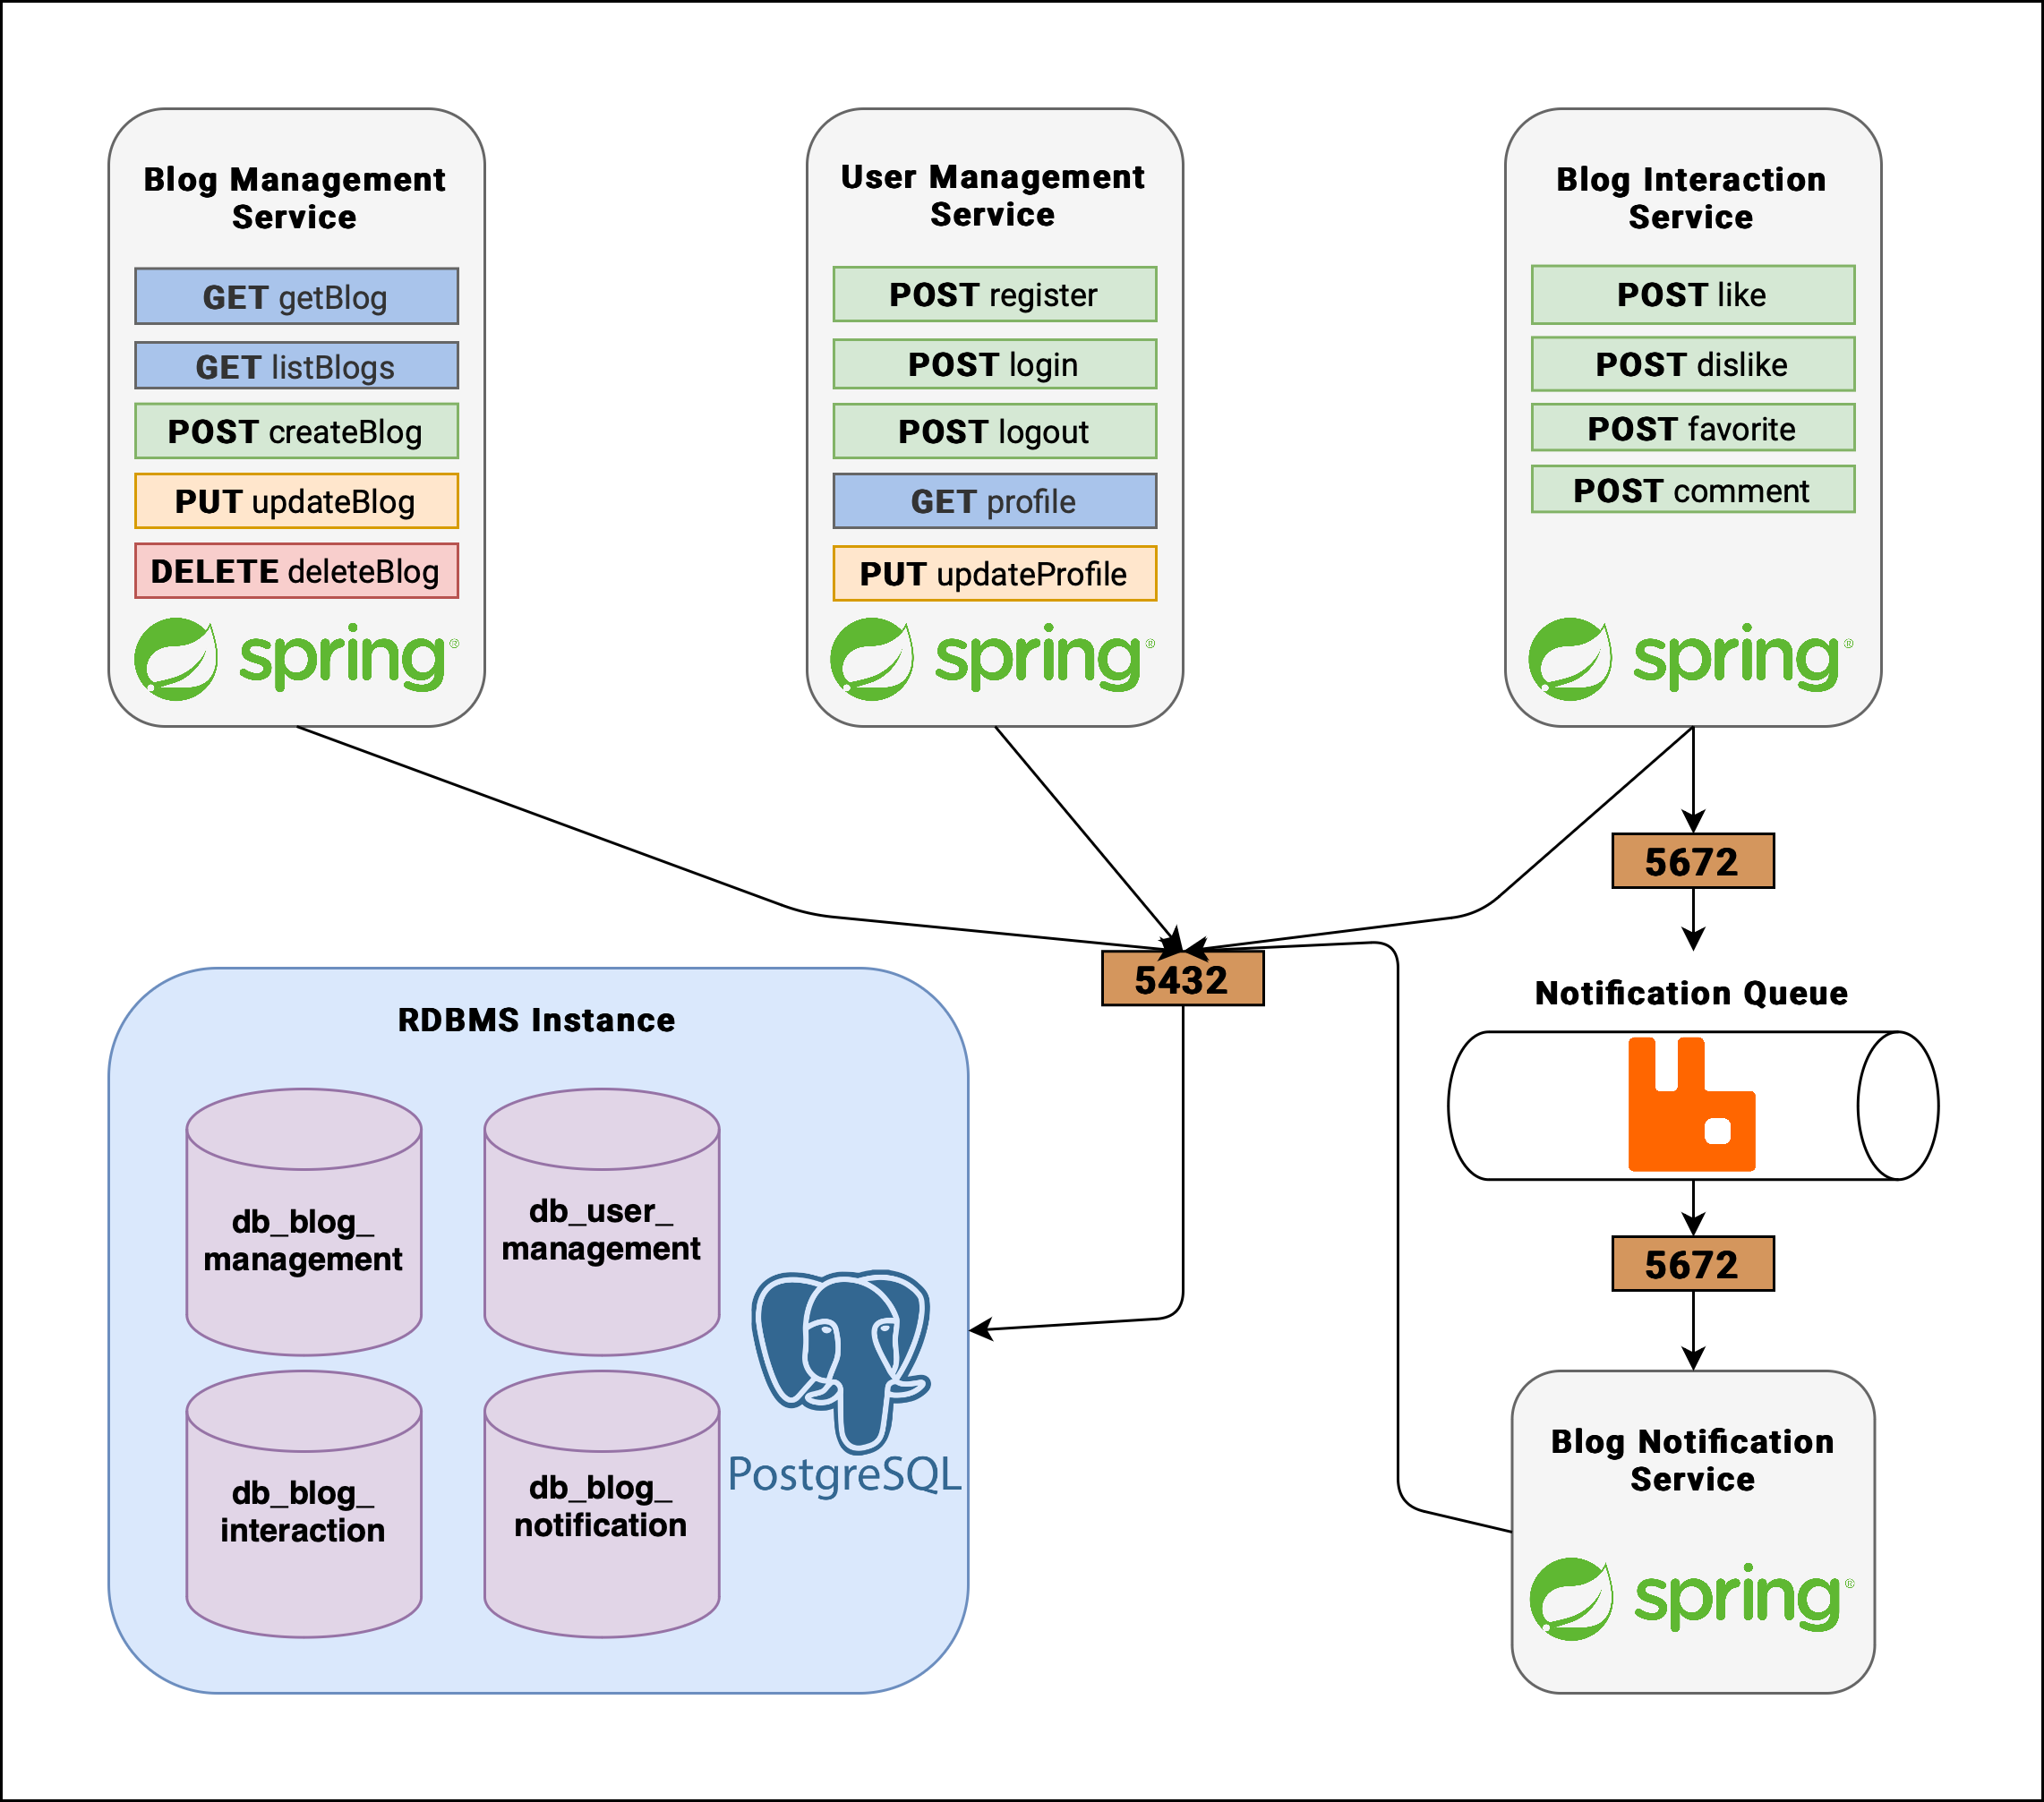 Blog Management
Service
GET getBlog
GET listBlogs
POST createBlog
PUT updateBlog
DELETE deleteBlog
spring®
User Management
Service
POST register
POST login
POST logout
GET profile
PUT updateProfile
spring®
Blog Interaction
Service
POST like
POST dislike
POST favorite
POST comment
spring®
5672
5432
Notification Queue
5672
RDBMS Instance
db_blog_
management
db_user_
management
db_blog_
interaction
db_blog_
notification
PostgreSQL
Blog Notification
Service
spring®